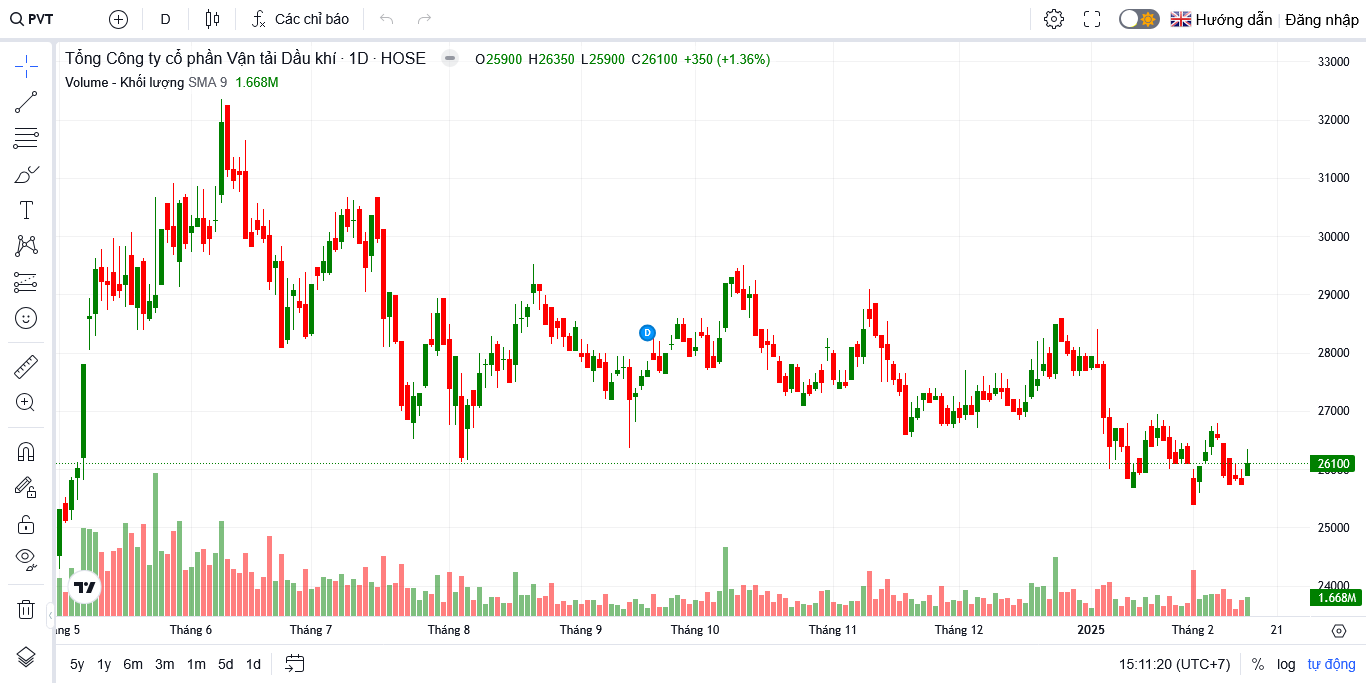 PVT D Các chỉ báo Hướng dẫn Đăng nhập
Tổng Công ty cổ phần Vận tải Dầu khí · 1D · HOSE O25900 H26350 L25900 C26100 +350 (+1.36%)
Volume - Khối lượng SMA 9 1.668M
33000
32000
31000
30000
29000
28000
D
27000
26100
25000
24000
1.668M
ng 5 Tháng 6 Tháng 7 Tháng 8 Tháng 9 Tháng 10 Tháng 11 Tháng 12 2025 Tháng 2 21
5y 1y 6m 3m 1m 5d 1d 15:11:20 (UTC+7) % log tự động